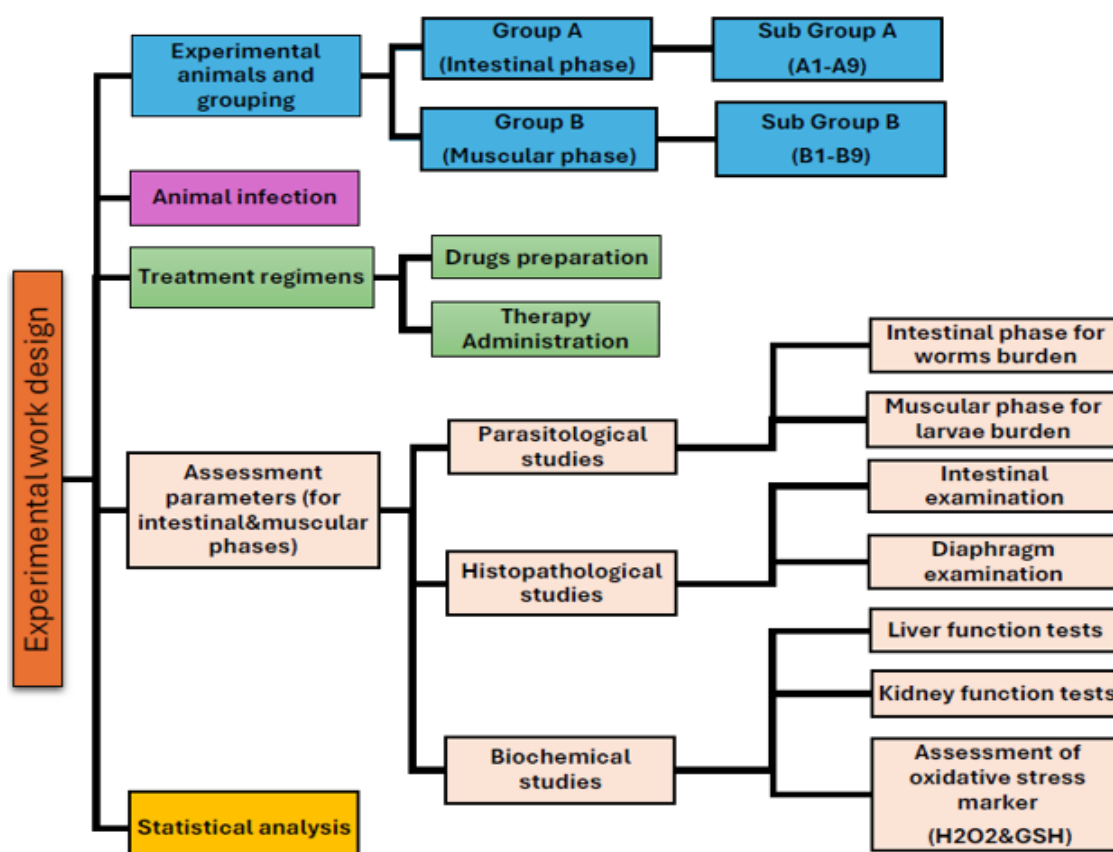 Experimental work design
Experimental
animals and
grouping
Group A
(Intestinal phase)
Sub Group A
(A1-A9)
Group B
(Muscular phase)
Sub Group B
(B1-B9)
Animal infection
Treatment regimens
Drugs preparation
Therapy
Administration
Assessment
parameters (for
intestinal&muscular
phases)
Parasitological
studies
Intestinal phase for
worms burden
Muscular phase for
larvae burden
Histopathological
studies
Intestinal
examination
Diaphragm
examination
Biochemical
studies
Liver function tests
Kidney function tests
Assessment of
oxidative stress
marker
(H2O2&GSH)
Statistical analysis